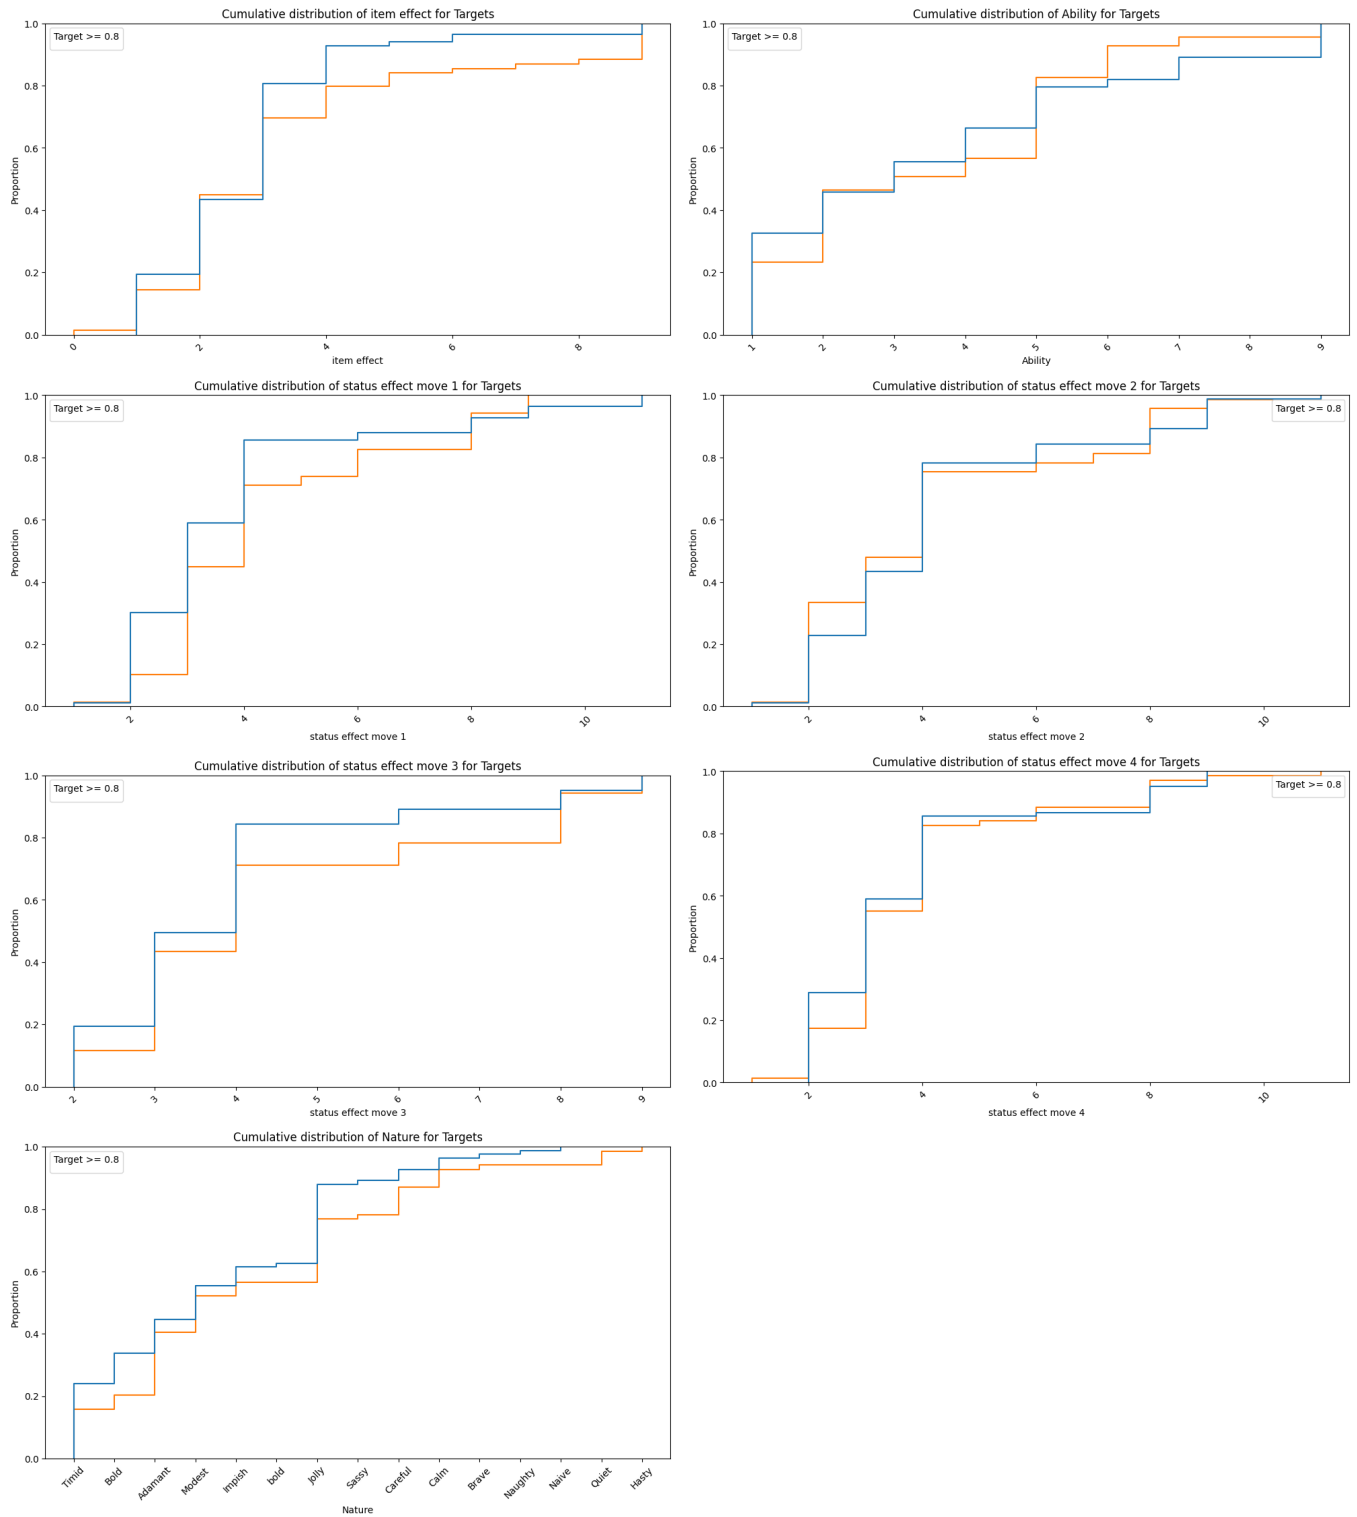 Cumulative distribution of item effect for Targets
Target >= 0.8
Proportion
1.0
0.8
0.6
0.4
0.2
0.0
0
2
4
6
8
item effect
Cumulative distribution of Ability for Targets
Target >= 0.8
Proportion
1.0
0.8
0.6
0.4
0.2
0.0
1
2
3
4
5
6
7
8
9
Ability
Cumulative distribution of status effect move 1 for Targets
Target >= 0.8
Proportion
1.0
0.8
0.6
0.4
0.2
0.0
2
4
6
8
10
status effect move 1
Cumulative distribution of status effect move 2 for Targets
Target >= 0.8
Proportion
1.0
0.8
0.6
0.4
0.2
0.0
2
4
6
8
10
status effect move 2
Cumulative distribution of status effect move 3 for Targets
Target >= 0.8
Proportion
1.0
0.8
0.6
0.4
0.2
0.0
2
3
4
5
6
7
8
9
status effect move 3
Cumulative distribution of status effect move 4 for Targets
Target >= 0.8
Proportion
1.0
0.8
0.6
0.4
0.2
0.0
2
4
6
8
10
status effect move 4
Cumulative distribution of Nature for Targets
Target >= 0.8
Proportion
1.0
0.8
0.6
0.4
0.2
0.0
Timid
Bold
Adamant
Modest
Impish
bold
Jolly
Sassy
Careful
Calm
Brave
Naughty
Naive
Quiet
Hasty
Nature